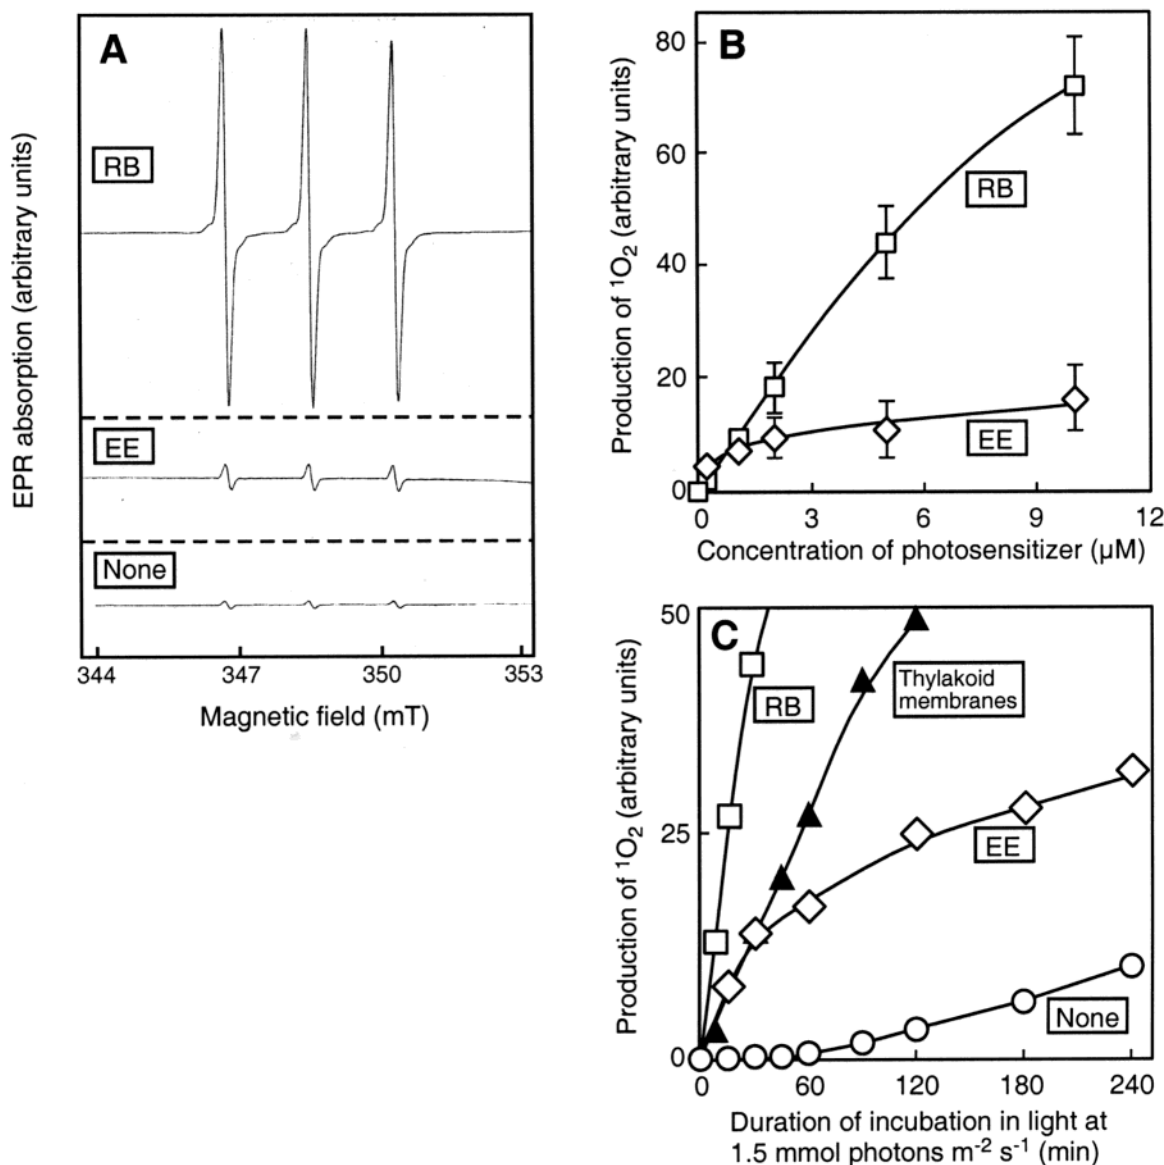 A
RB
EE
None
EPR absorption (arbitrary units)
344 347 350 353
Magnetic field (mT)
B
80
60
40
20
0
RB
EE
Production of ¹O₂ (arbitrary units)
0 3 6 9 12
Concentration of photosensitizer (µM)
C
50
25
0
RB
Thylakoid
membranes
EE
None
Production of ¹O₂ (arbitrary units)
0 60 120 180 240
Duration of incubation in light at
1.5 mmol photons m⁻² s⁻¹ (min)